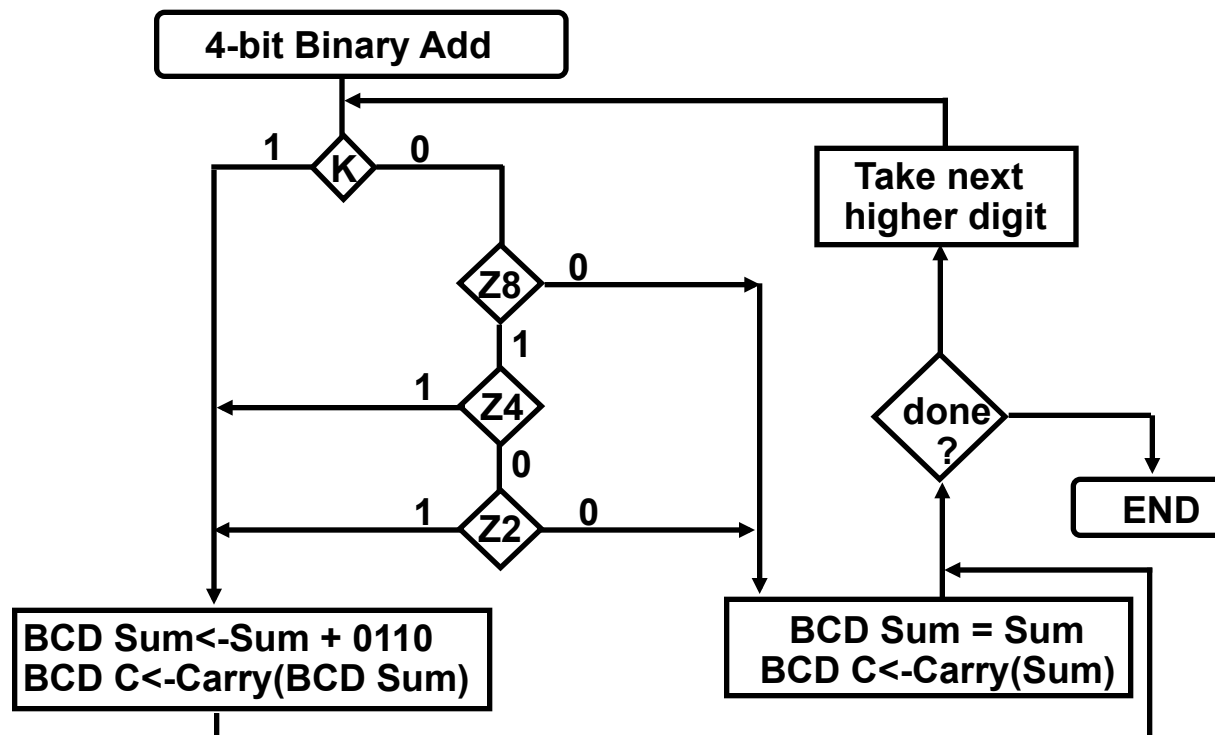 4-bit Binary Add
1
K
0
Take next
higher digit
Z8
0
1
1
Z4
0
done
?
1
Z2
0
END
BCD Sum<-Sum + 0110
BCD C<-Carry(BCD Sum)
BCD Sum = Sum
BCD C<-Carry(Sum)